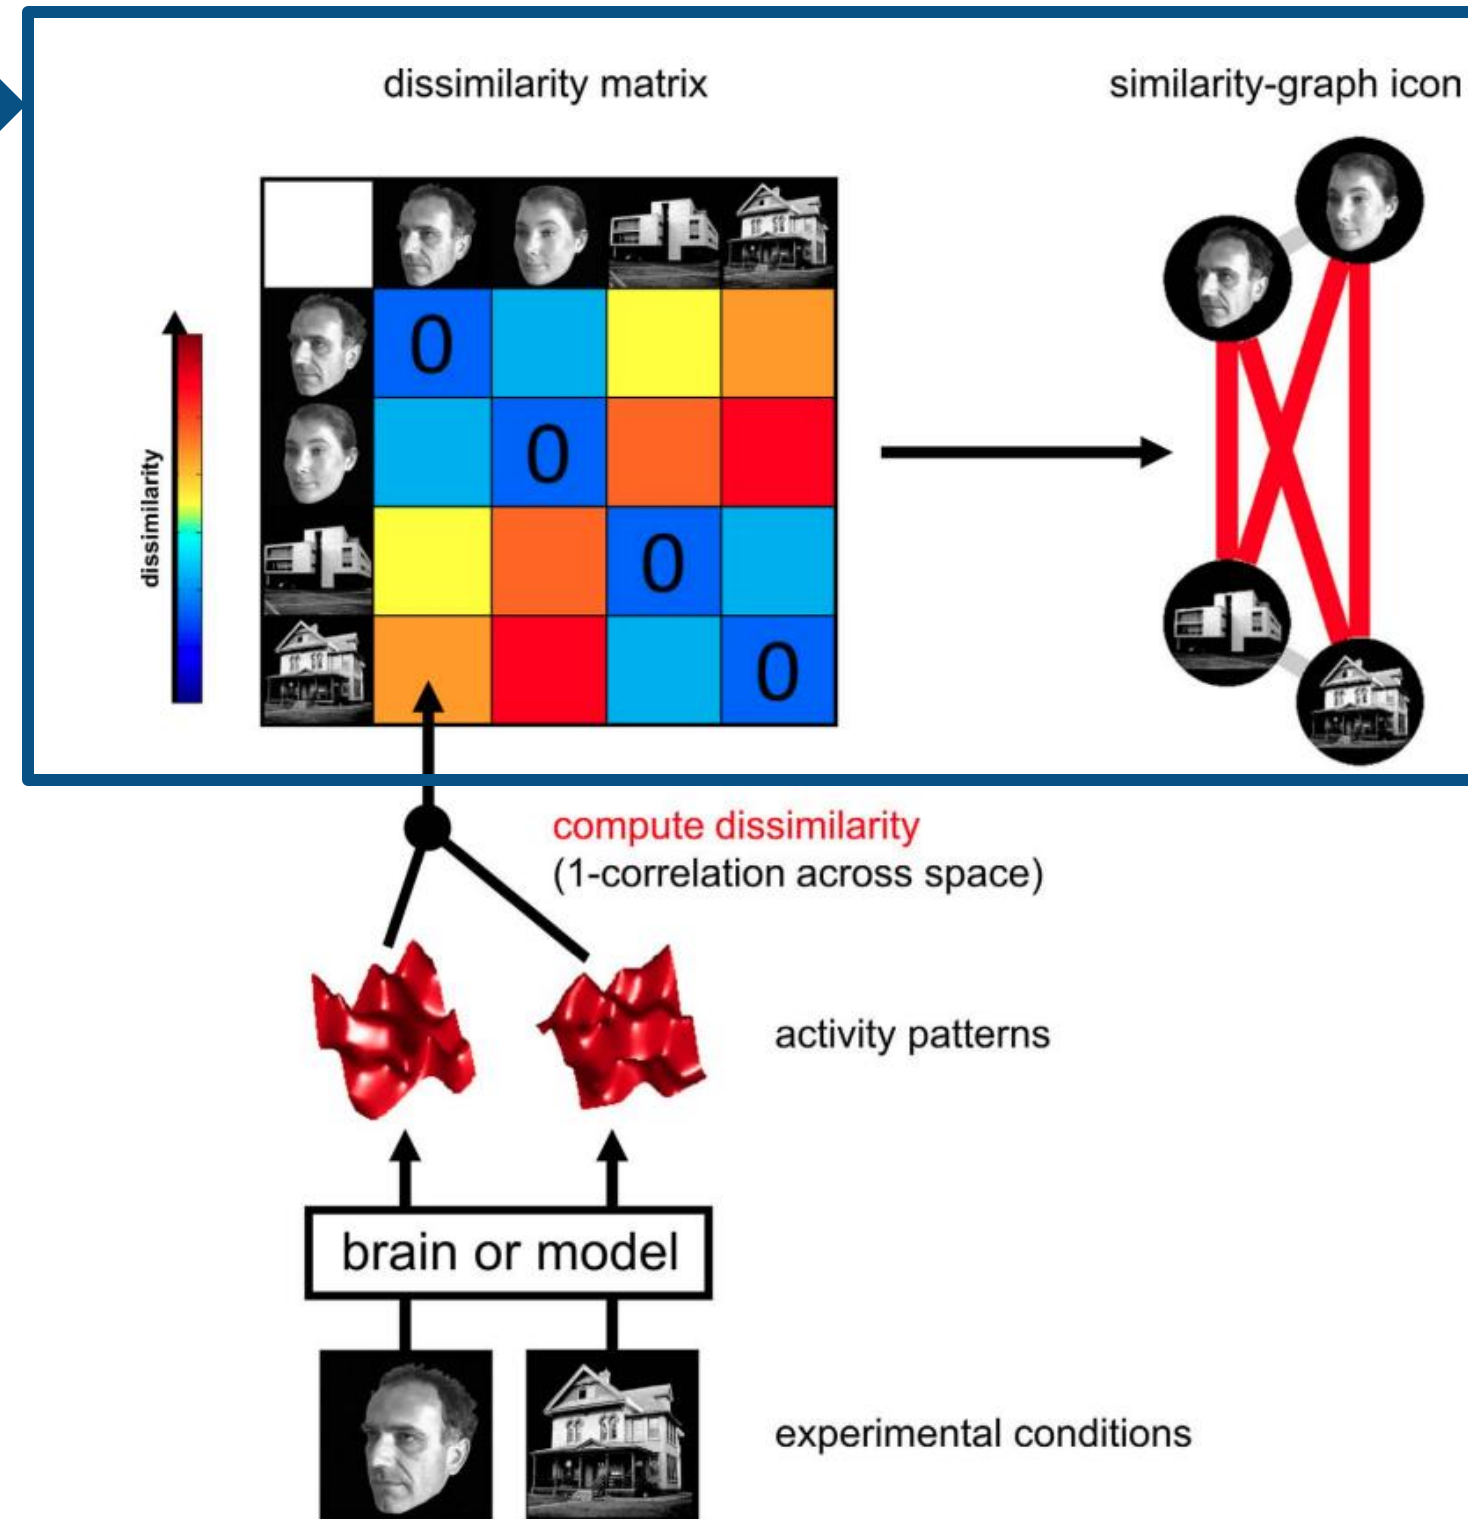 dissimilarity matrix
similarity-graph icon
dissimilarity
0
0
0
0
compute dissimilarity
(1-correlation across space)
activity patterns
brain or model
experimental conditions